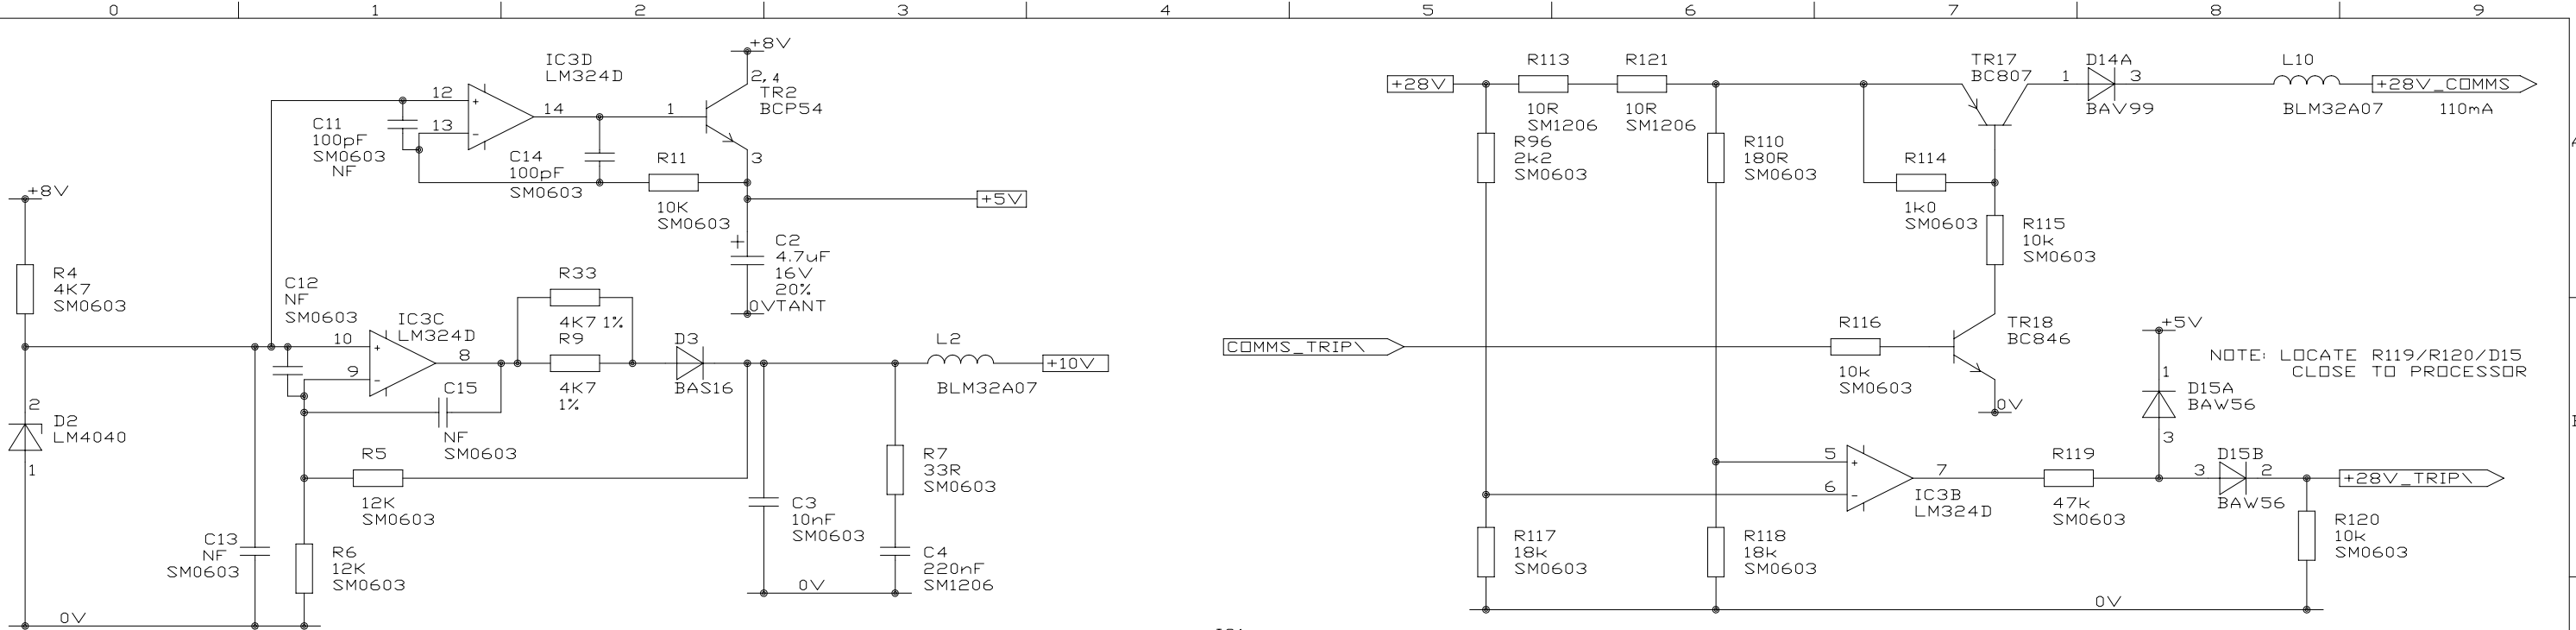 0 1 2 3 4 5 6 7 8 9
+8V
IC3D
LM324D
2,4
TR2
BCP54
12
13
14
1
3
C11
100pF
SM0603
NF
C14
100pF
SM0603
R11
10K
SM0603
+5V
+8V
C2
4.7uF
16V
20%
0VTANT
R4
4K7
SM0603
C12
NF
SM0603
IC3C
LM324D
10
9
8
R33
4K7 1%
R9
4K7
1%
D3
BAS16
L2
BLM32A07
+10V
C15
NF
SM0603
2
D2
LM4040
1
R5
12K
SM0603
R7
33R
SM0603
C3
10nF
SM0603
C13
NF
SM0603
R6
12K
SM0603
C4
220nF
SM1206
0V
0V
+28V
R113
10R
SM1206
R121
10R
SM1206
TR17
BC807
1
D14A
3
BAV99
L10
BLM32A07
+28V_COMMS
110mA
R96
2k2
SM0603
R110
180R
SM0603
R114
1k0
SM0603
R115
10k
SM0603
COMMS_TRIP\
R116
10k
SM0603
TR18
BC846
0V
+5V
NOTE: LOCATE R119/R120/D15
CLOSE TO PROCESSOR
1
D15A
BAW56
3
5
6
7
IC3B
LM324D
R119
47k
SM0603
D15B
3
2
BAW56
+28V_TRIP\
R117
18k
SM0603
R118
18k
SM0603
R120
10k
SM0603
0V